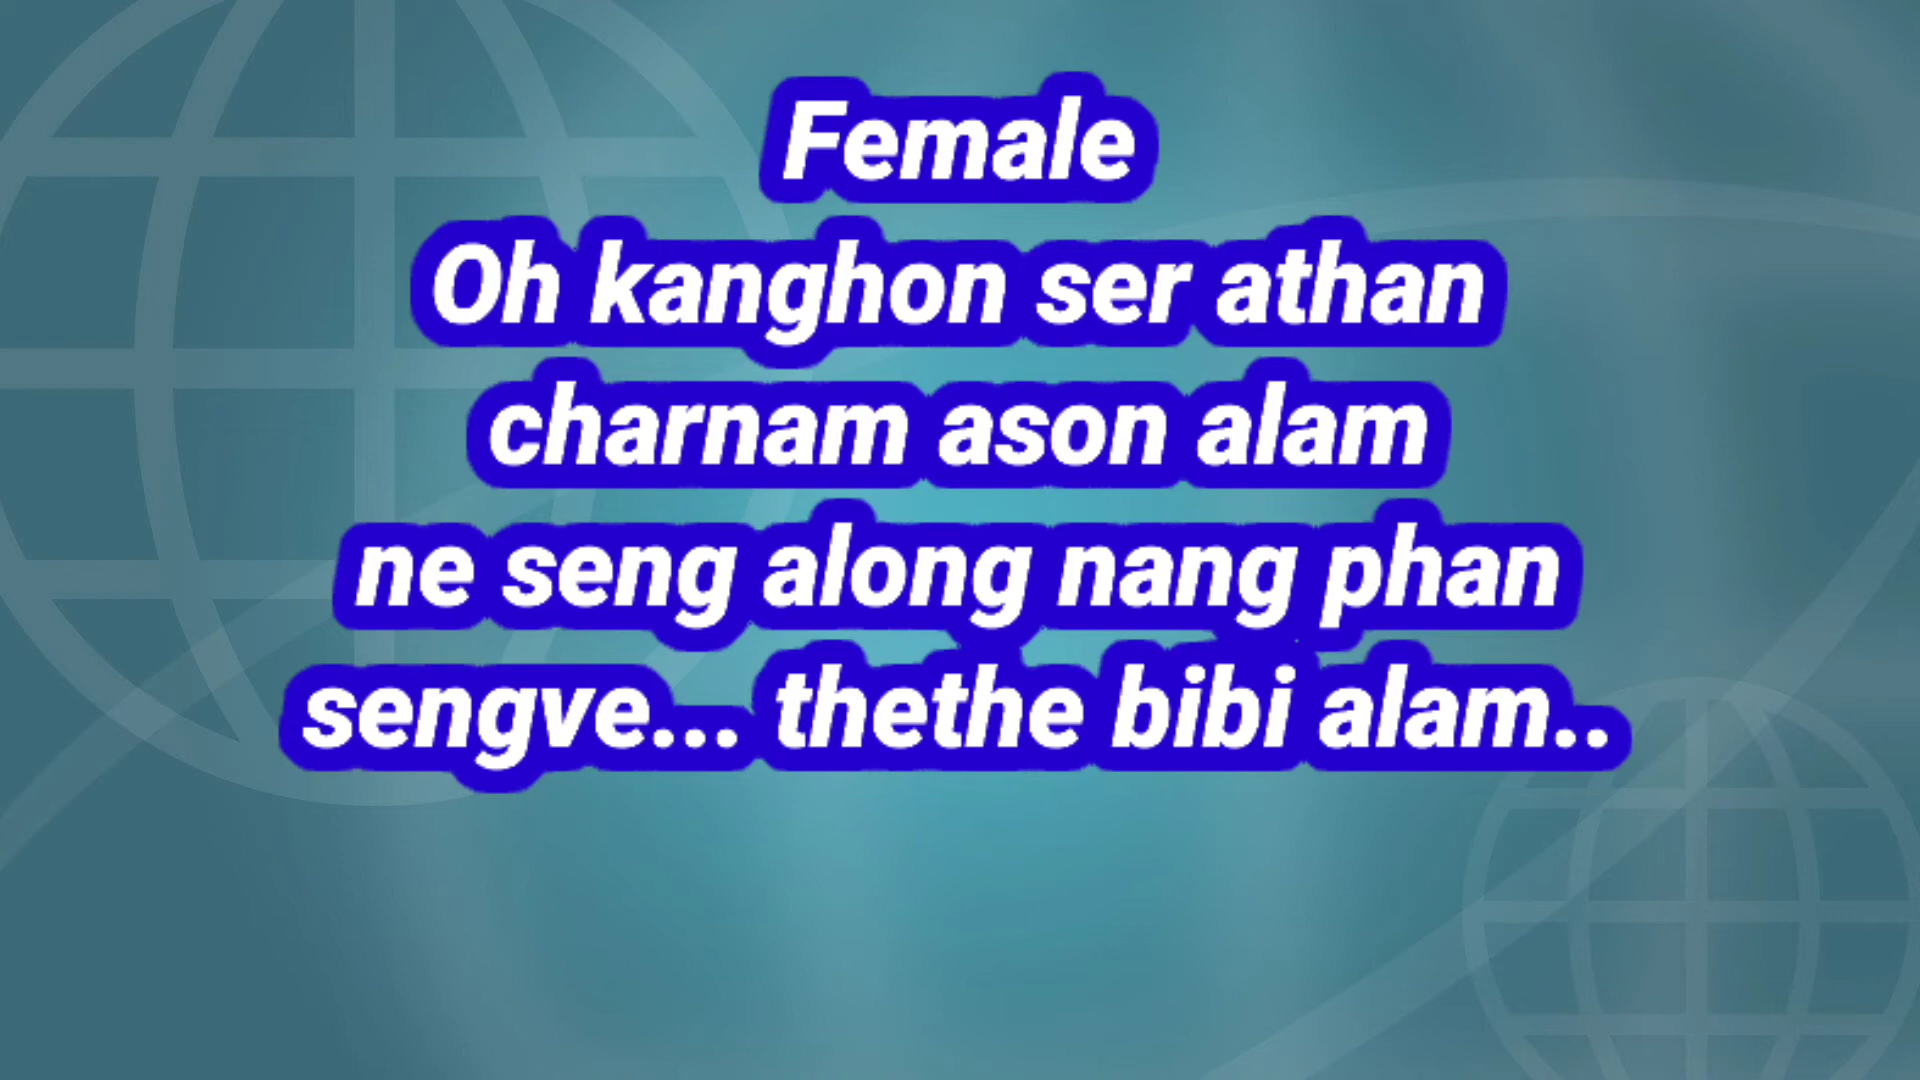 Female
Oh kanghon ser athan
charnam ason alam
ne seng along nang phan
sengve... thethe bibi alam..